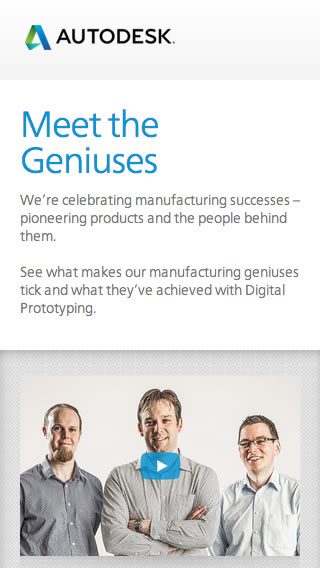 AUTODESK.
Meet the
Geniuses
We’re celebrating manufacturing successes –
pioneering products and the people behind
them.
See what makes our manufacturing geniuses
tick and what they’ve achieved with Digital
Prototyping.